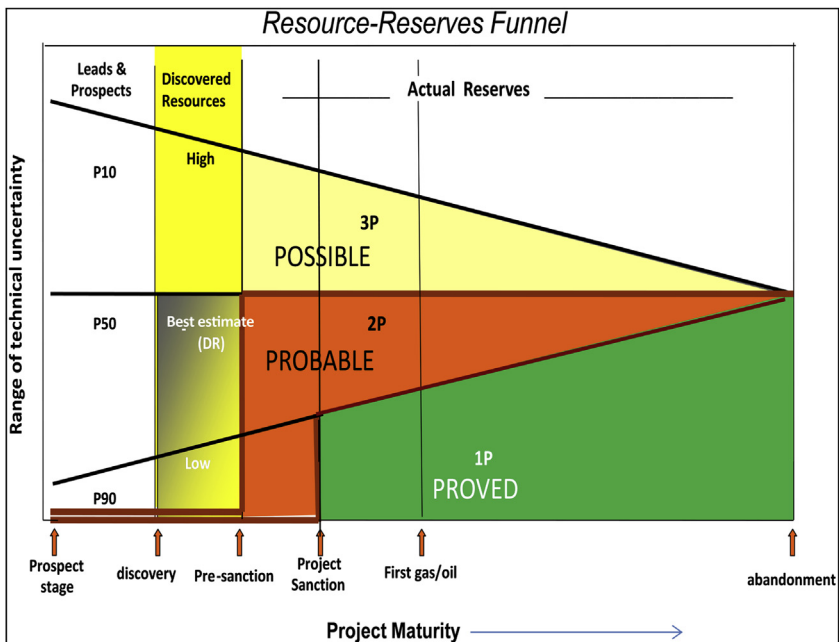 Resource-Reserves Funnel
Leads &
Prospects
Discovered
Resources
Actual Reserves
High
P10
3P
POSSIBLE
Range of technical uncertainty
P50
Best estimate
(DR)
2P
PROBABLE
Low
P90
1P
PROVED
Prospect
stage
discovery
Pre-sanction
Project
Sanction
First gas/oil
abandonment
Project Maturity